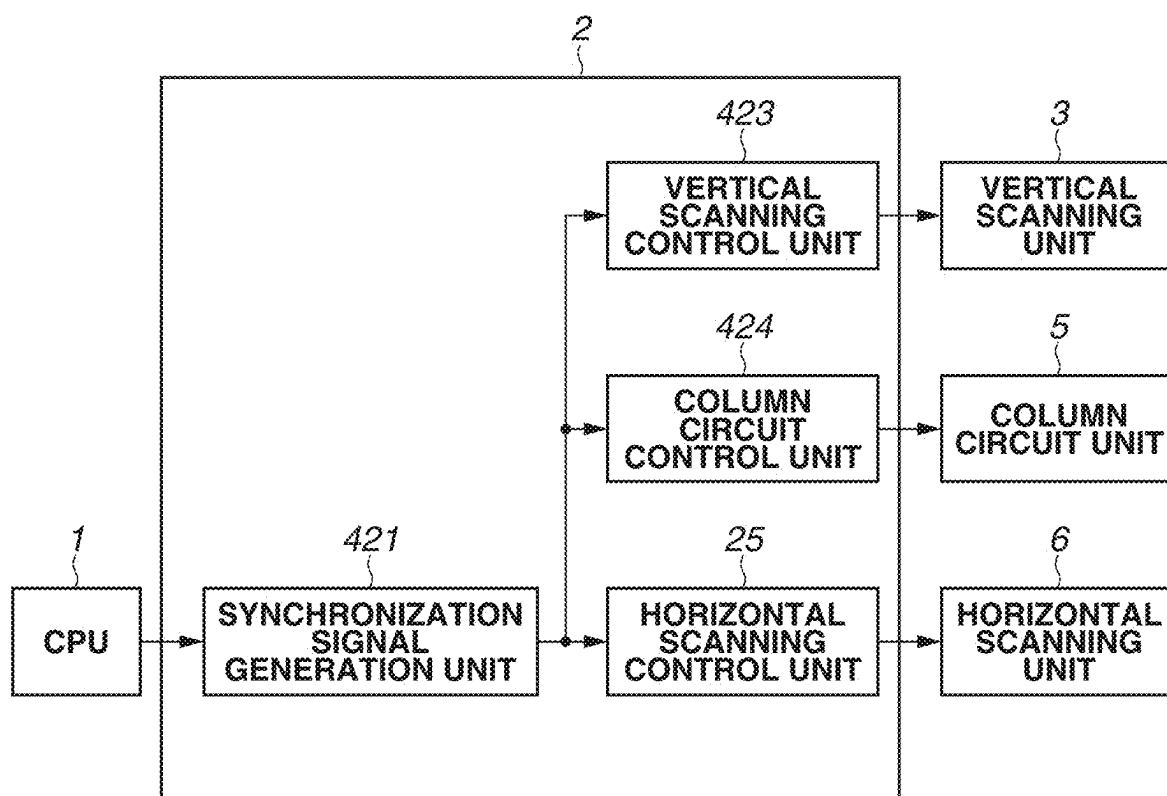 2
423
3
VERTICAL
SCANNING
CONTROL UNIT
VERTICAL
SCANNING
UNIT
424
5
COLUMN
CIRCUIT
CONTROL UNIT
COLUMN
CIRCUIT UNIT
1
421
25
6
CPU
SYNCHRONIZATION
SIGNAL
GENERATION UNIT
HORIZONTAL
SCANNING
CONTROL UNIT
HORIZONTAL
SCANNING
UNIT